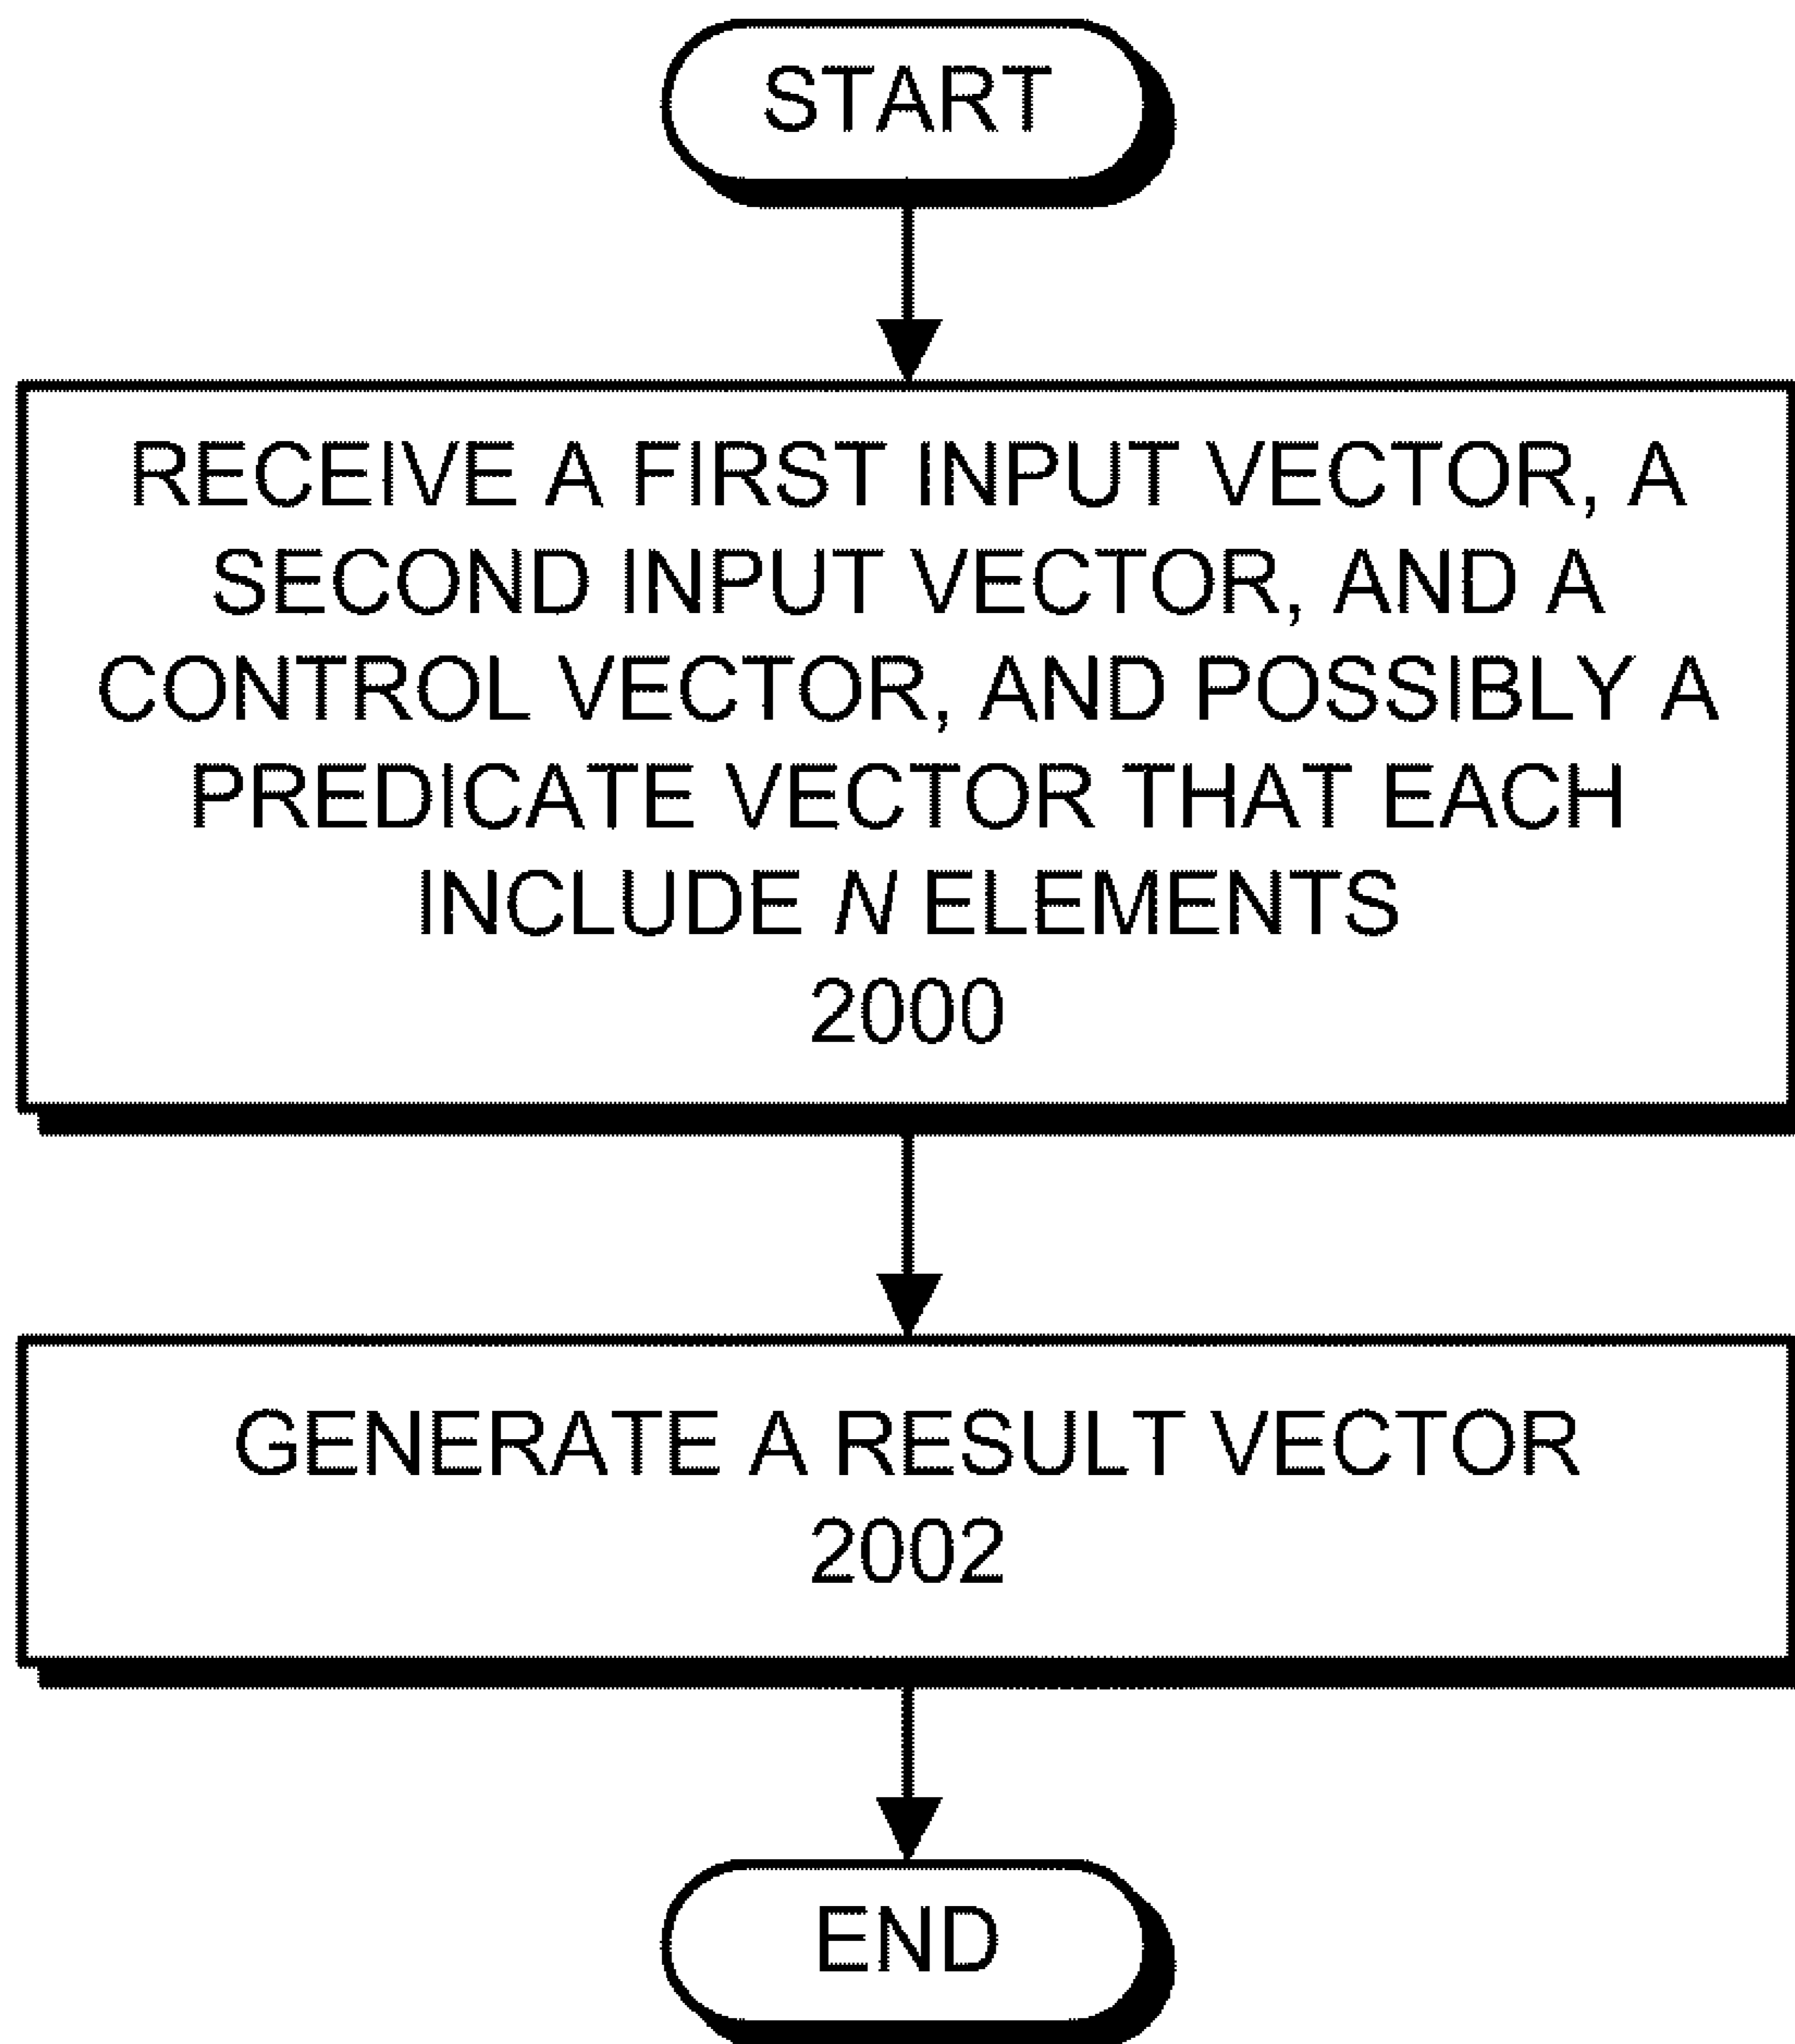 START
RECEIVE A FIRST INPUT VECTOR, A
SECOND INPUT VECTOR, AND A
CONTROL VECTOR, AND POSSIBLY A
PREDICATE VECTOR THAT EACH
INCLUDE N ELEMENTS
2000
GENERATE A RESULT VECTOR
2002
END